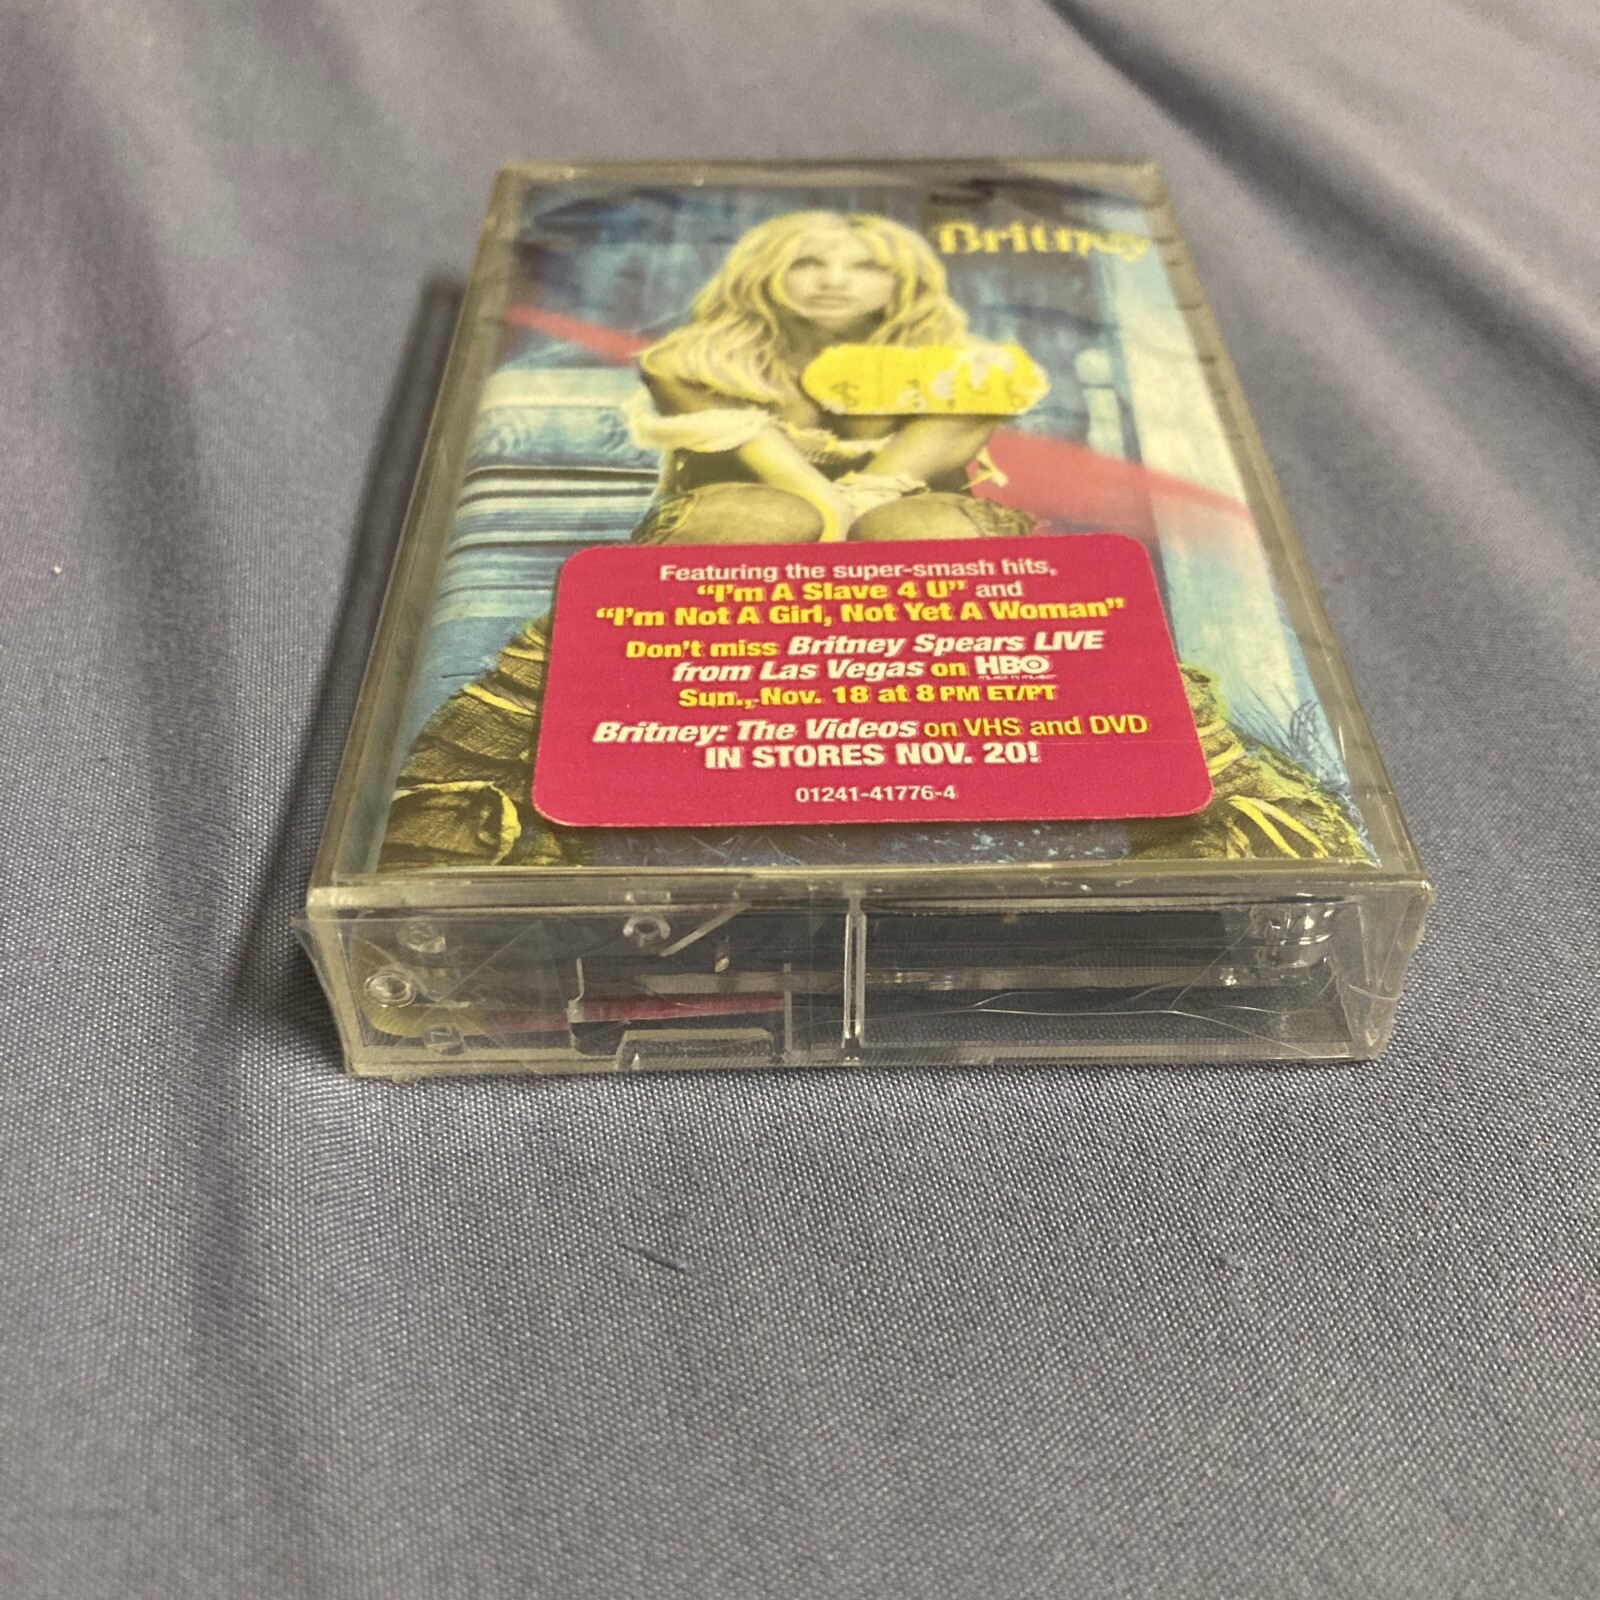 Britney
Featuring the super-smash hits,
“I'm A Slave 4 U” and
“I'm Not A Girl, Not Yet A Woman”
Don't miss Britney Spears LIVE
from Las Vegas on HBO
Sun., Nov. 18 at 8 PM ET/PT
Britney: The Videos on VHS and DVD
IN STORES NOV. 20!
01241-41776-4